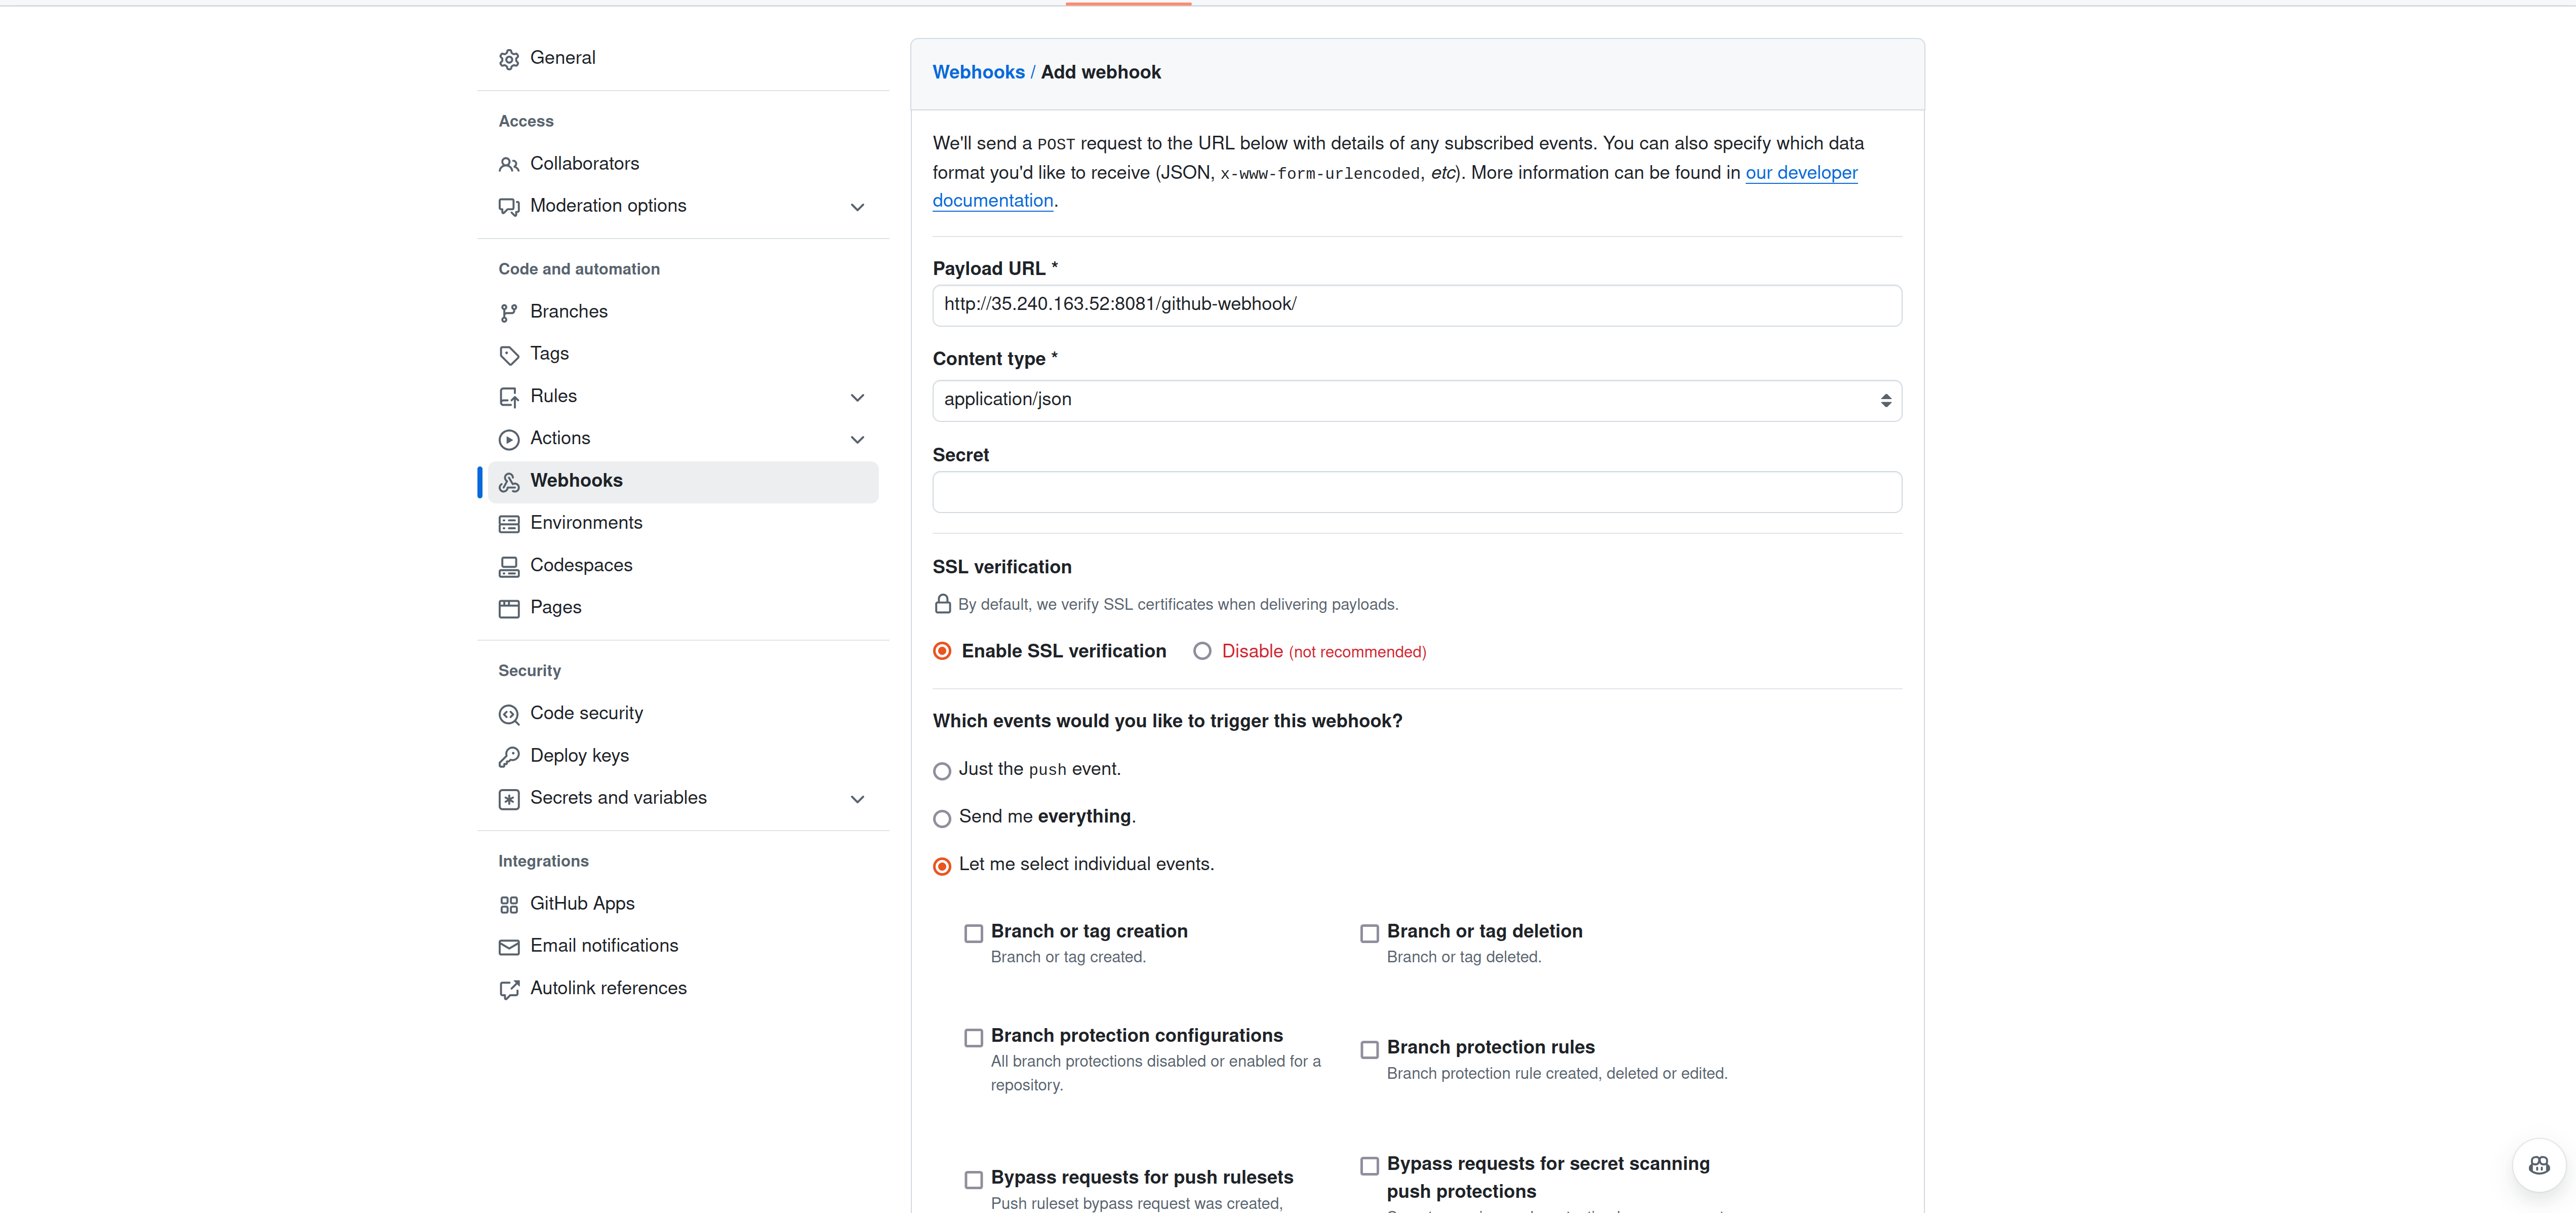 General
Access
Collaborators
Moderation options
Code and automation
Branches
Tags
Rules
Actions
Webhooks
Environments
Codespaces
Pages
Security
Code security
Deploy keys
Secrets and variables
Integrations
GitHub Apps
Email notifications
Autolink references
Webhooks / Add webhook
We'll send a POST request to the URL below with details of any subscribed events. You can also specify which data
format you'd like to receive (JSON, x-www-form-urlencoded, etc). More information can be found in our developer
documentation.
Payload URL *
http://35.240.163.52:8081/github-webhook/
Content type *
application/json
Secret
SSL verification
By default, we verify SSL certificates when delivering payloads.
Enable SSL verification Disable (not recommended)
Which events would you like to trigger this webhook?
Just the push event.
Send me everything.
Let me select individual events.
Branch or tag creation
Branch or tag created.
Branch or tag deletion
Branch or tag deleted.
Branch protection configurations
All branch protections disabled or enabled for a
repository.
Branch protection rules
Branch protection rule created, deleted or edited.
Bypass requests for push rulesets
Push ruleset bypass request was created,
Bypass requests for secret scanning
push protections